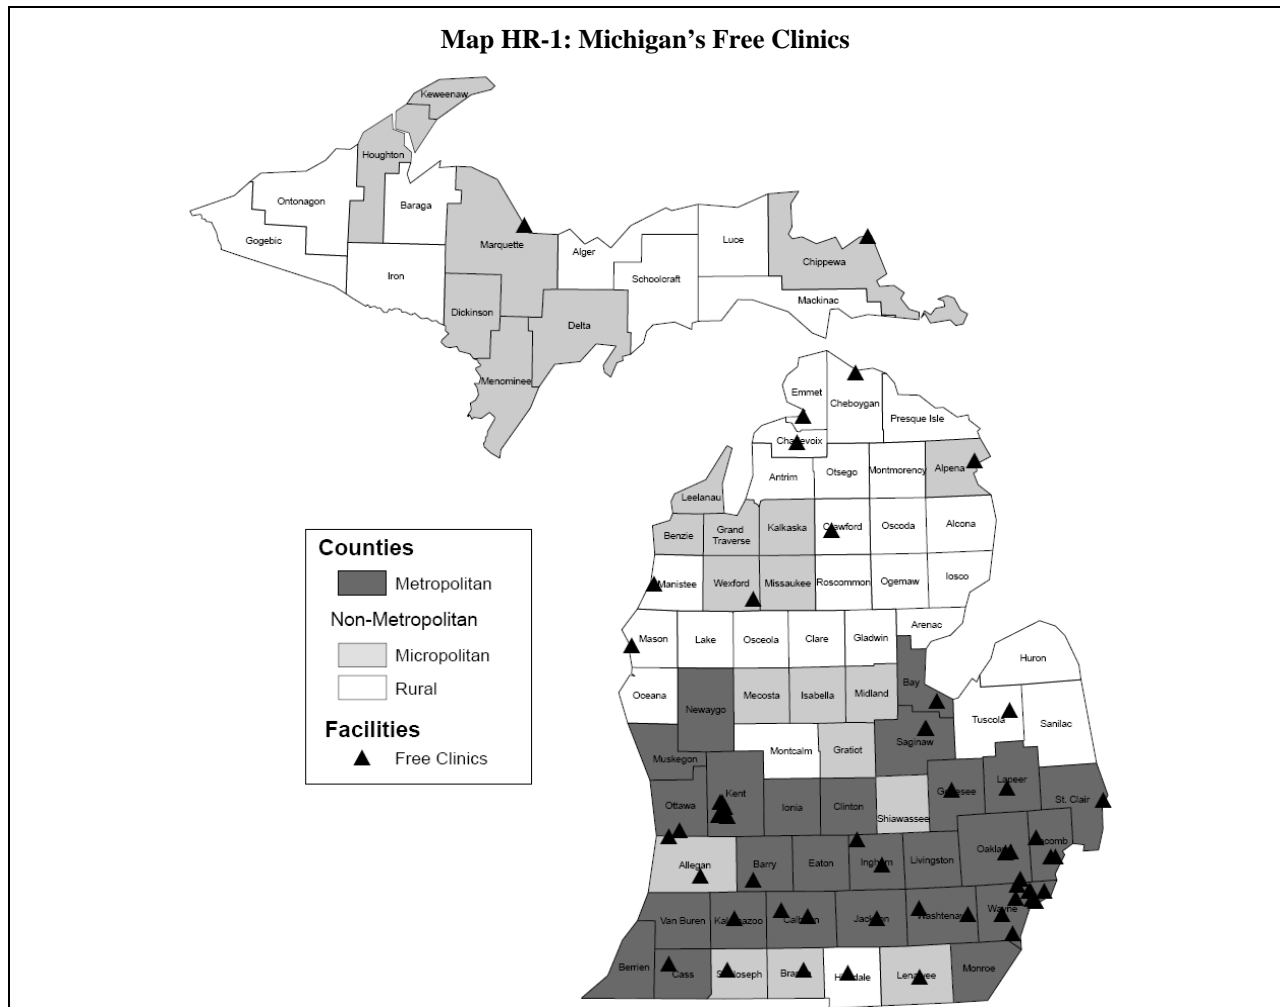 Map HR-1: Michigan's Free Clinics
Keweenaw
Houghton
Ontonagon
Baraga
Gogebic
Marquette
Alger
Luce
Chippewa
Iron
Schoolcraft
Mackinac
Dickinson
Delta
Menominee
Emmet
Cheboygan
Presque Isle
Antrim
Otsego
Montmorency
Alpena
Leelanau
Benzie
Grand
Traverse
Kalkaska
Oscoda
Alcona
Manistee
Wexford
Missaukee
Roscommon
Ogemaw
Iosco
Mason
Lake
Osceola
Clare
Gladwin
Arenac
Huron
Oceana
Newaygo
Mecosta
Isabella
Midland
Bay
Tuscola
Sanilac
Muskegon
Montcalm
Gratiot
Saginaw
Ottawa
Kent
Ionia
Clinton
Shiawassee
Lapeer
St. Clair
Allegan
Barry
Eaton
Livingston
Van Buren
Berrien
Cass
Monroe
Counties
Metropolitan
Non-Metropolitan
Micropolitan
Rural
Facilities
Free Clinics